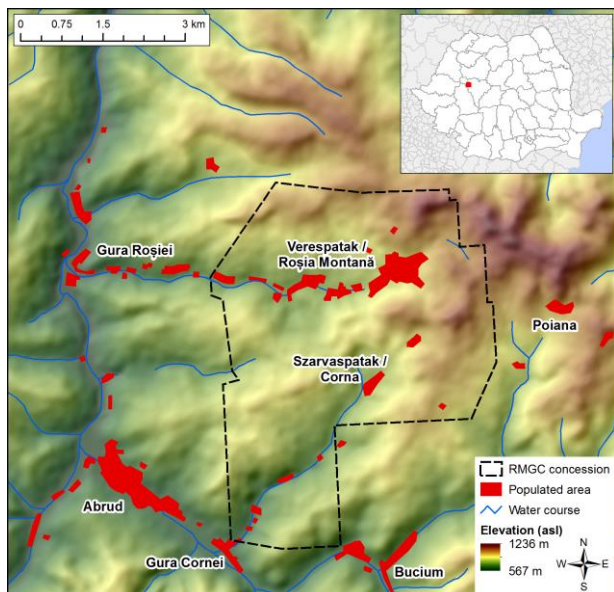 0 0.75 1.5 3 km
Gura Roșiei
Verespatak /
Roșia Montană
Poiana
Szarvaspatak /
Corna
Abrud
Gura Cornei
Bucium
RMGC concession
Populated area
Water course
Elevation (asl)
1236 m
567 m
N
W E
S